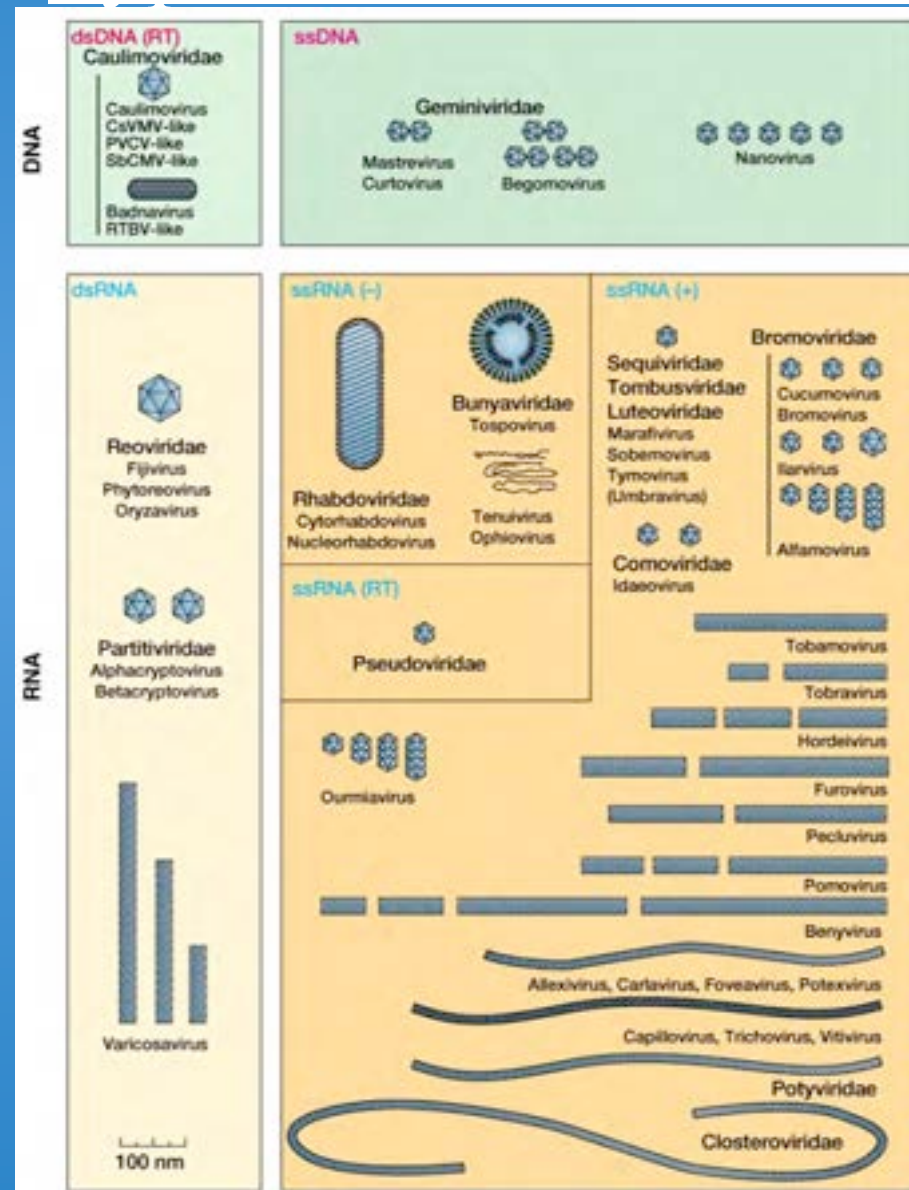 DNA
dsDNA (RT)
Caulimoviridae
Caulimovirus
CsVMV-like
PVCV-like
SbCMV-like
Badnavirus
RTBV-like
ssDNA
Geminiviridae
Mastrevirus
Curtovirus
Begomovirus
Nanovirus
RNA
dsRNA
Reoviridae
Fijivirus
Phytoreovirus
Oryzavirus
Partitiviridae
Alphacryptovirus
Betacryptovirus
Varicosavirus
100 nm
ssRNA (–)
Rhabdoviridae
Cytorhabdovirus
Nucleorhabdovirus
Bunyaviridae
Tospovirus
Tenuivirus
Ophiovirus
ssRNA (RT)
Pseudoviridae
ssRNA (+)
Sequiviridae
Tombusviridae
Luteoviridae
Marafivirus
Sobemovirus
Tymovirus
(Umbravirus)
Comoviridae
Idaeovirus
Bromoviridae
Cucumovirus
Bromovirus
Ilarvirus
Alfamovirus
Ourmiavirus
Tobamovirus
Tobravirus
Hordeivirus
Furovirus
Pecluvirus
Pomovirus
Benyvirus
Allexivirus, Carlavirus, Foveavirus, Potexvirus
Capillovirus, Trichovirus, Vitivirus
Potyviridae
Closteroviridae